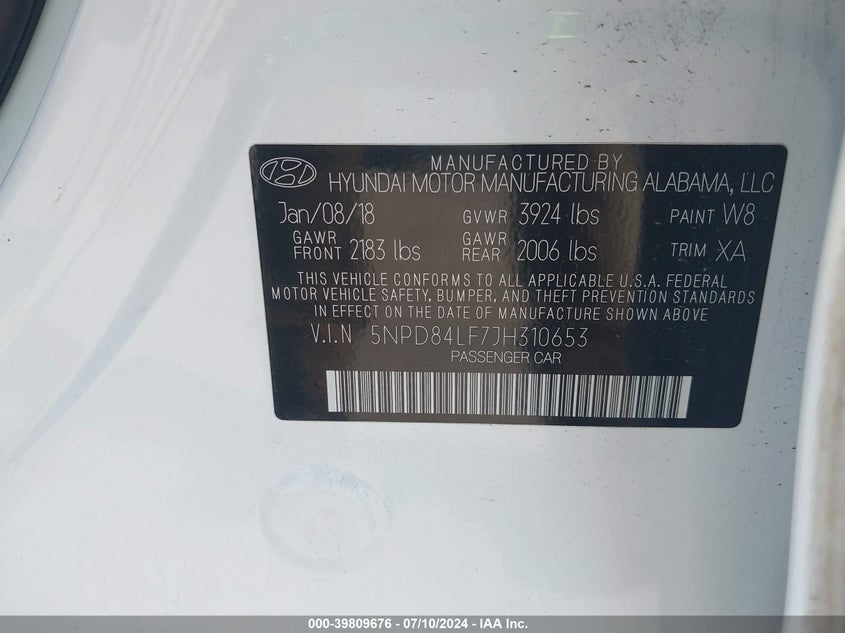 MANUFACTURED BY
HYUNDAI MOTOR MANUFACTURING ALABAMA, LLC
Jan/08/18 GVWR 3924 lbs PAINT W8
GAWR FRONT 2183 lbs GAWR REAR 2006 lbs TRIM XA
THIS VEHICLE CONFORMS TO ALL APPLICABLE U.S.A. FEDERAL
MOTOR VEHICLE SAFETY, BUMPER, AND THEFT PREVENTION STANDARDS
IN EFFECT ON THE DATE OF MANUFACTURE SHOWN ABOVE.
V.I.N 5NPD84LF7JH310653
PASSENGER CAR
000-39809676 / 07/10/2024 - IAA Inc.